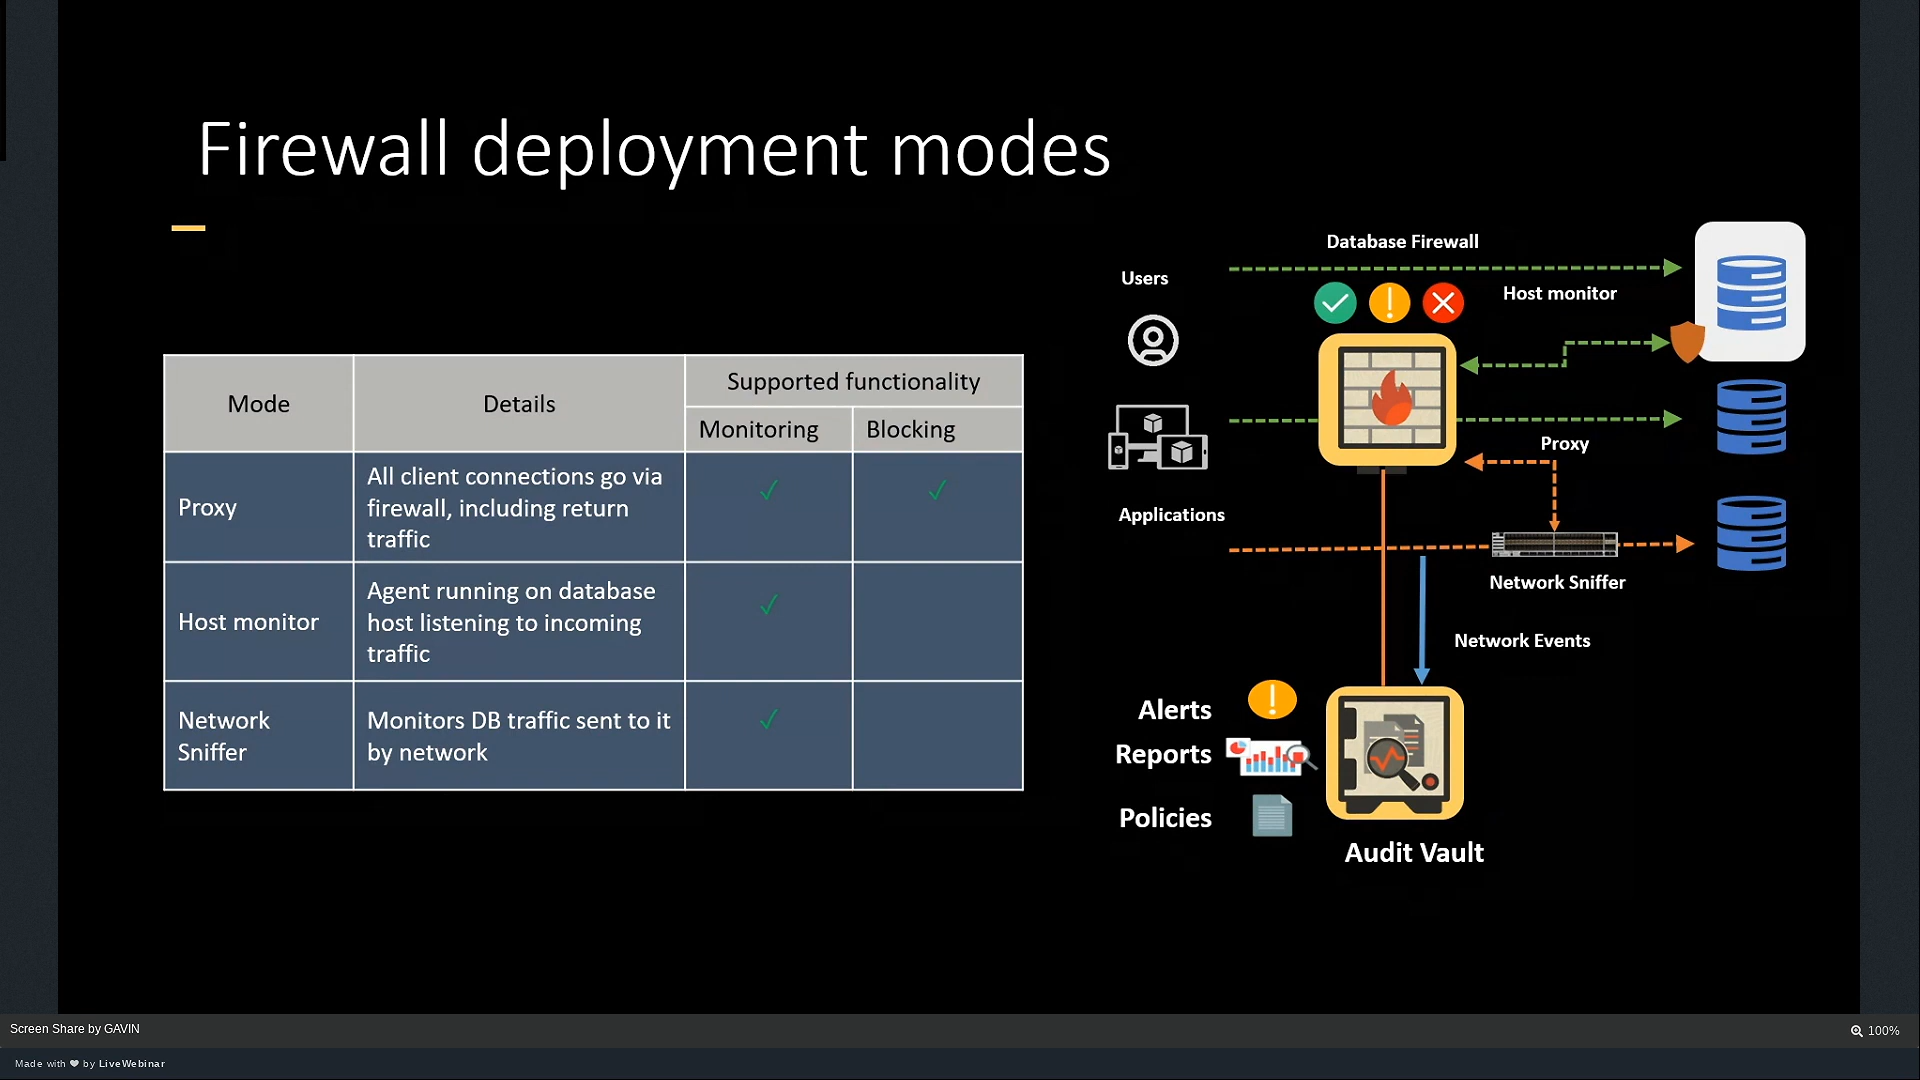 Firewall deployment modes
Mode
Details
Supported functionality
Monitoring
Blocking
Proxy
All client connections go via
firewall, including return
traffic
✓
✓
Host monitor
Agent running on database
host listening to incoming
traffic
✓
Network
Sniffer
Monitors DB traffic sent to it
by network
✓
Database Firewall
Users
Host monitor
Proxy
Applications
Network Sniffer
Network Events
Alerts
Reports
Policies
Audit Vault
Screen Share by GAVIN
100%
Made with ❤ by LiveWebinar